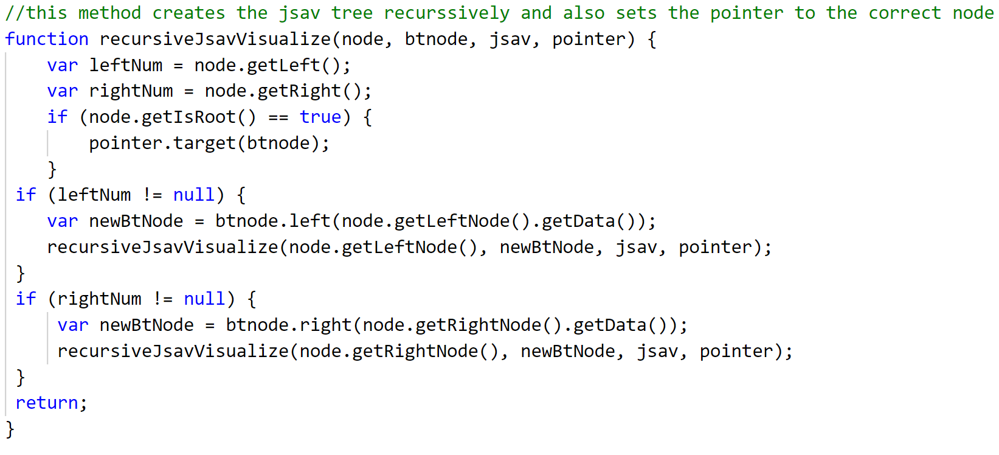 //this method creates the jsav tree recurssively and also sets the pointer to the correct node
function recursiveJsavVisualize(node, btnode, jsav, pointer) {
    var leftNum = node.getLeft();
    var rightNum = node.getRight();
    if (node.getIsRoot() == true) {
        pointer.target(btnode);
    }
 if (leftNum != null) {
    var newBtNode = btnode.left(node.getLeftNode().getData());
    recursiveJsavVisualize(node.getLeftNode(), newBtNode, jsav, pointer);
 }
 if (rightNum != null) {
     var newBtNode = btnode.right(node.getRightNode().getData());
     recursiveJsavVisualize(node.getRightNode(), newBtNode, jsav, pointer);
 }
 return;
}